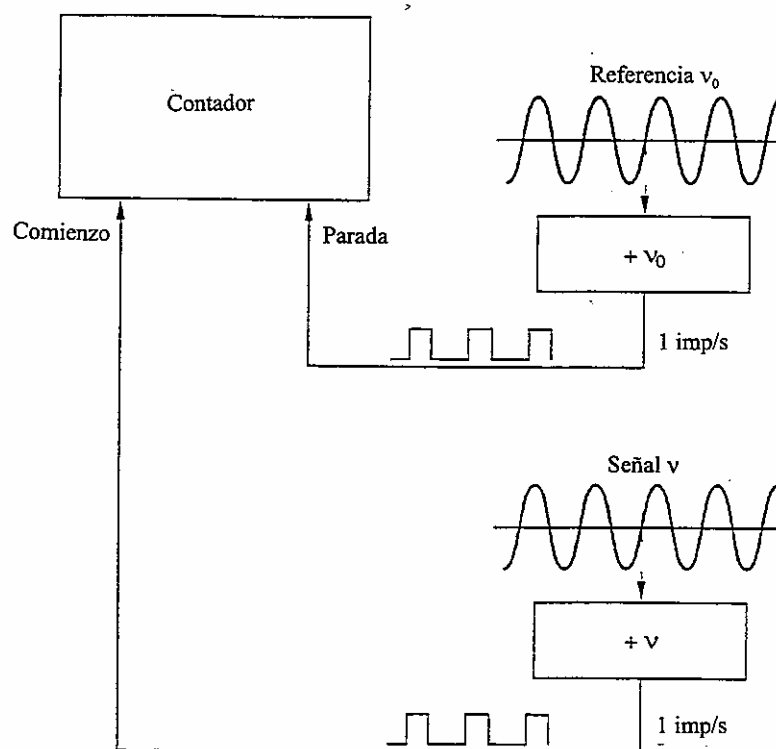 Contador
Referencia ν₀
Comienzo
Parada
+ ν₀
1 imp/s
Señal ν
+ ν
1 imp/s